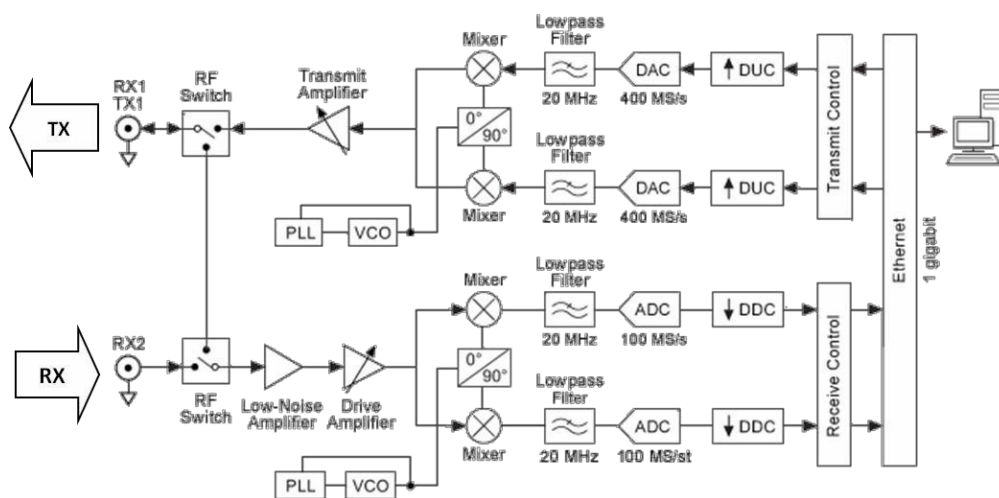 TX
RX1
TX1
RF
Switch
Transmit
Amplifier
Mixer
Lowpass
Filter
20 MHz
DAC
400 MS/s
DUC
0°
90°
Mixer
Lowpass
Filter
20 MHz
DAC
400 MS/s
DUC
Transmit Control
Ethernet
1 gigabit
PLL
VCO
RX
RX2
RF
Switch
Low-Noise
Amplifier
Drive
Amplifier
Mixer
Lowpass
Filter
20 MHz
ADC
100 MS/s
DDC
0°
90°
Mixer
Lowpass
Filter
20 MHz
ADC
100 MS/st
DDC
Receive Control
PLL
VCO